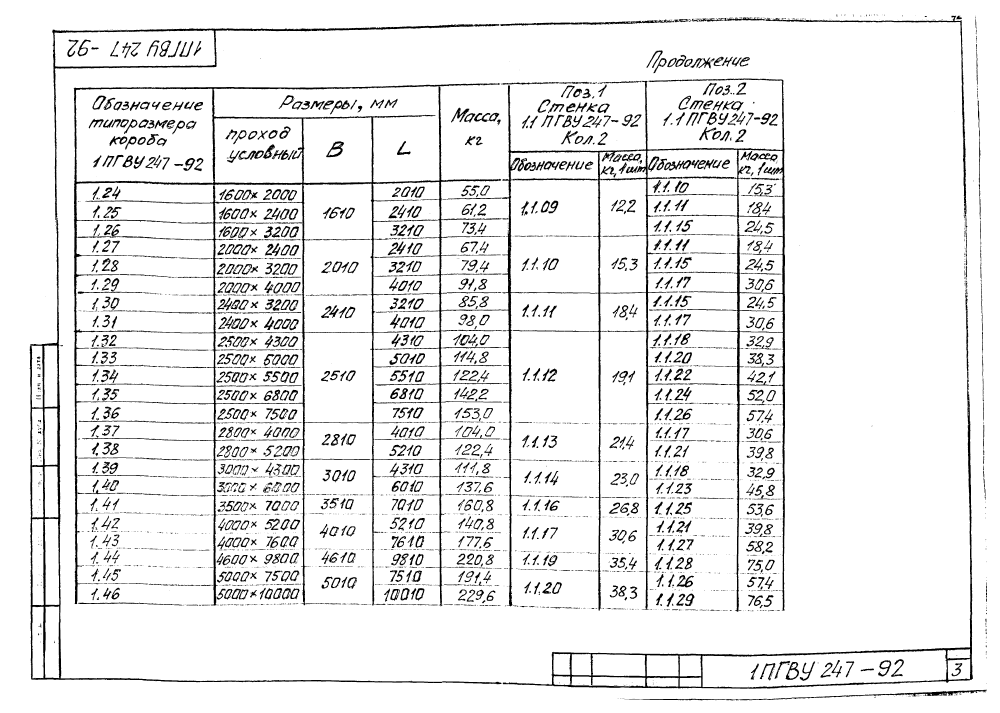 1ПГВУ 247 -92
Продолжение
Обозначение типоразмера короба 1ПГВУ 247-92 | Размеры, мм | Масса, кг | Поз.1 Стенка 1.1 ПГВУ 247-92 Кол.2 | Поз.2 Стенка 1.1 ПГВУ 247-92 Кол.2
проход условный | B | L | Обозначение | Масса, кг, 1 шт | Обозначение | Масса кг, 1 шт
1.24 1600×2000 1610 2010 55,0 1.1.09 12,2 1.1.10 15,3
1.25 1600×2400 2410 61,2 1.1.11 18,4
1.26 1600×3200 3210 73,4 1.1.15 24,5
1.27 2000×2400 2010 2410 67,4 1.1.10 15,3 1.1.11 18,4
1.28 2000×3200 3210 79,4 1.1.15 24,5
1.29 2000×4000 4010 91,8 1.1.17 30,6
1.30 2400×3200 2410 3210 85,8 1.1.11 18,4 1.1.15 24,5
1.31 2400×4000 4010 98,0 1.1.17 30,6
1.32 2500×4300 2510 4310 104,0 1.1.12 19,1 1.1.18 32,9
1.33 2500×5000 5010 114,8 1.1.20 38,3
1.34 2500×5500 5510 122,4 1.1.22 42,1
1.35 2500×6800 6810 142,2 1.1.24 52,0
1.36 2500×7500 7510 153,0 1.1.26 57,4
1.37 2800×4000 2810 4010 104,0 1.1.13 21,4 1.1.17 30,6
1.38 2800×5200 5210 122,4 1.1.21 39,8
1.39 3000×4300 3010 4310 111,8 1.1.14 23,0 1.1.18 32,9
1.40 3000×6000 6010 137,6 1.1.23 45,8
1.41 3500×7000 3510 7010 160,8 1.1.16 26,8 1.1.25 53,6
1.42 4000×5200 4010 5210 140,8 1.1.17 30,6 1.1.21 39,8
1.43 4000×7600 7610 177,6 1.1.27 58,2
1.44 4600×9800 4610 9810 220,8 1.1.19 35,4 1.1.28 75,0
1.45 5000×7500 5010 7510 191,4 1.1.20 38,3 1.1.26 57,4
1.46 5000×10000 10010 229,6 1.1.29 76,5
1ПГВУ 247-92
3